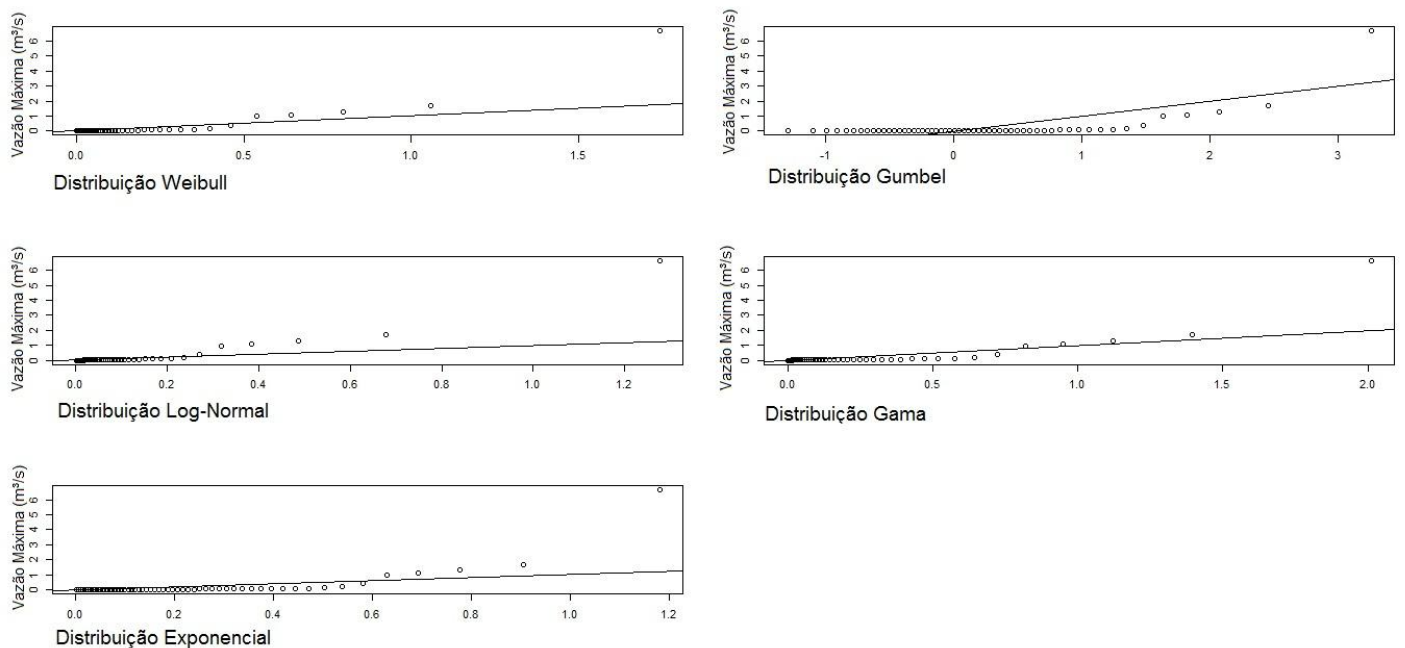 Vazão Máxima (m³/s)
0 1 2 3 4 5 6
0.0 0.5 1.0 1.5
Distribuição Weibull
Vazão Máxima (m³/s)
0 1 2 3 4 5 6
-1 0 1 2 3
Distribuição Gumbel
Vazão Máxima (m³/s)
0 1 2 3 4 5 6
0.0 0.2 0.4 0.6 0.8 1.0 1.2
Distribuição Log-Normal
Vazão Máxima (m³/s)
0 1 2 3 4 5 6
0.0 0.5 1.0 1.5 2.0
Distribuição Gama
Vazão Máxima (m³/s)
0 1 2 3 4 5 6
0.0 0.2 0.4 0.6 0.8 1.0 1.2
Distribuição Exponencial